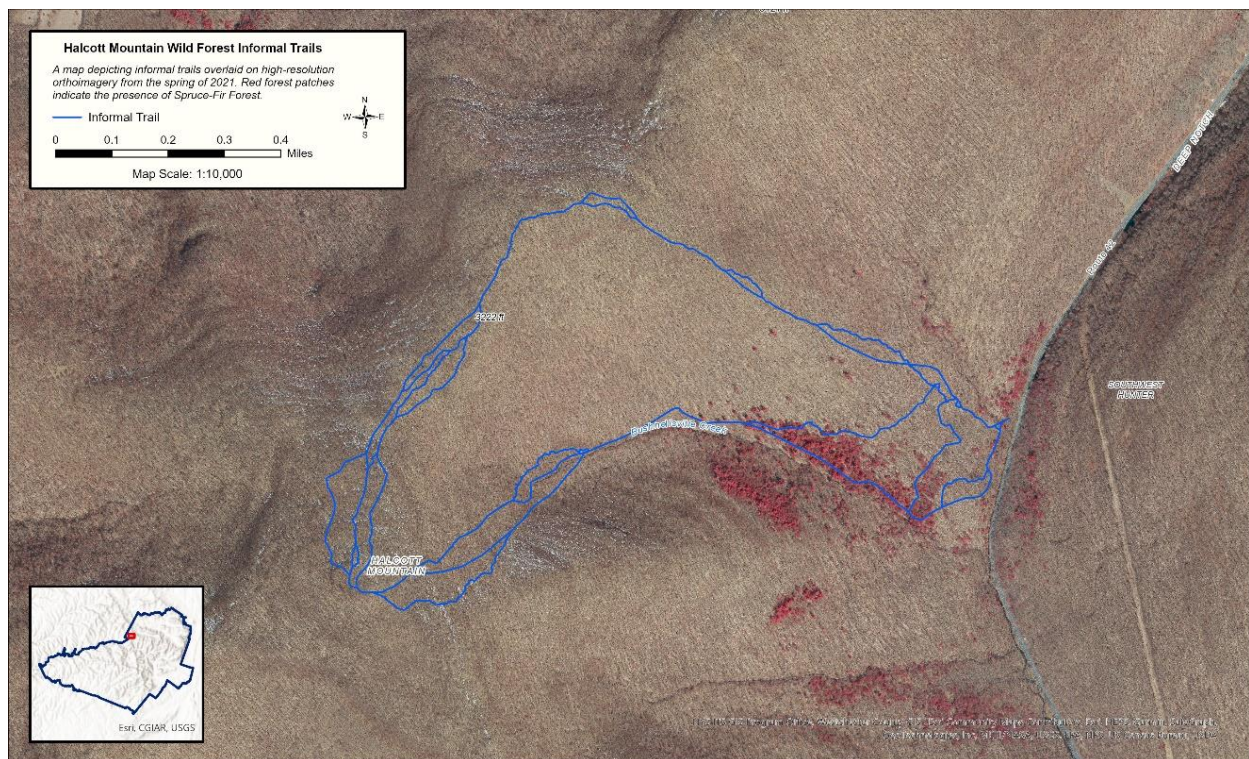 Halcott Mountain Wild Forest Informal Trails
A map depicting informal trails overlaid on high-resolution
orthoimagery from the spring of 2021. Red forest patches
indicate the presence of Spruce-Fir Forest.
N
W E
S
Informal Trail
0 0.1 0.2 0.3 0.4
Miles
Map Scale: 1:10,000
DEEP NOTCH
Route 42
3222 ft
SOUTHWEST
HUNTER
Bushnellsville Creek
HALCOTT
MOUNTAIN
Esri, CGIAR, USGS